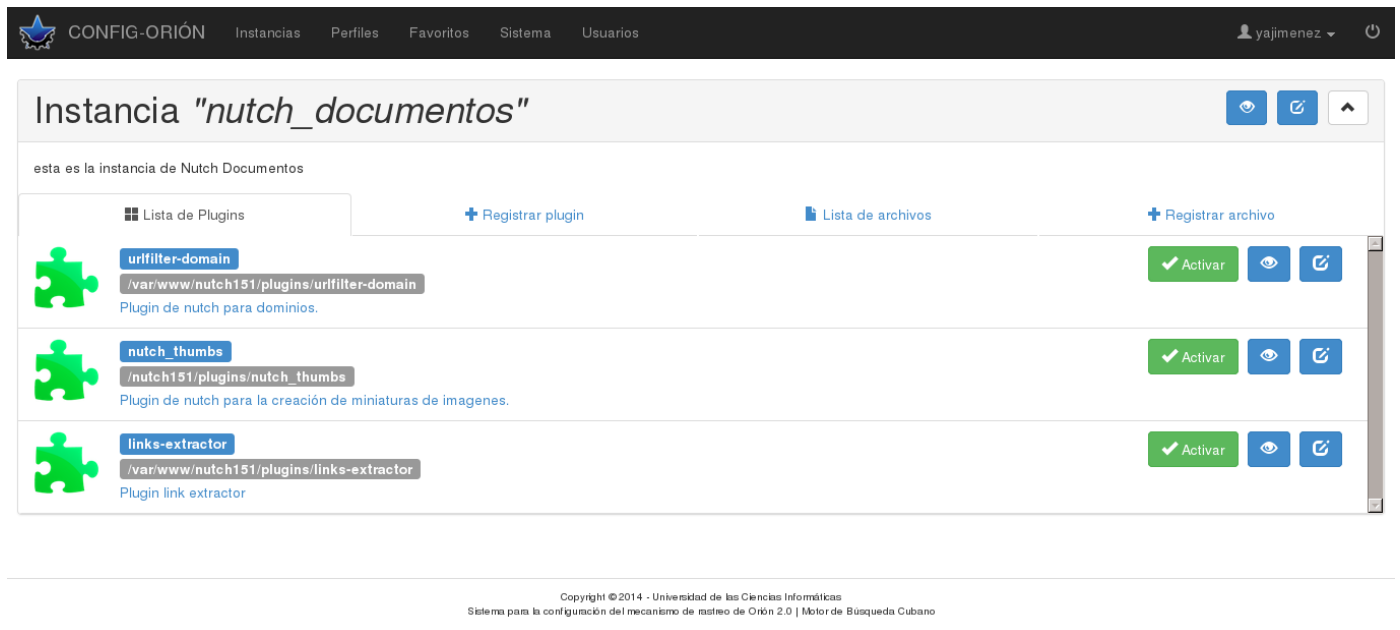 CONFIG-ORIÓN Instancias Perfiles Favoritos Sistema Usuarios yajimenez
Instancia "nutch_documentos"
esta es la instancia de Nutch Documentos
Lista de Plugins Registrar plugin Lista de archivos Registrar archivo
urlfilter-domain
/var/www/nutch151/plugins/urlfilter-domain
Plugin de nutch para dominios.
Activar
nutch_thumbs
/nutch151/plugins/nutch_thumbs
Plugin de nutch para la creación de miniaturas de imagenes.
Activar
links-extractor
/var/www/nutch151/plugins/links-extractor
Plugin link extractor
Activar
Copyright ©2014 - Universidad de las Ciencias Informáticas
Sistema para la configuración del mecanismo de rastreo de Orión 2.0 | Motor de Búsqueda Cubano